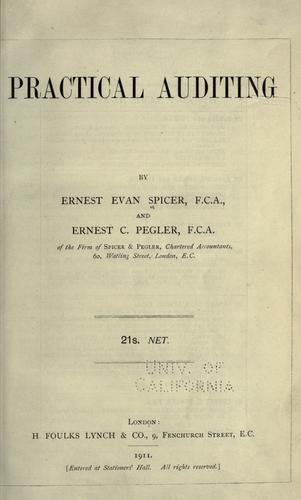 PRACTICAL AUDITING
BY
ERNEST EVAN SPICER, F.C.A.,
AND
ERNEST C. PEGLER, F.C.A.
of the Firm of SPICER & PEGLER, Chartered Accountants,
60, Watling Street, London, E.C.
21s. NET.
UNIV. OF
CALIFORNIA
LONDON:
H FOULKS LYNCH & CO., 9, FENCHURCH STREET, E.C.
1911.
[Entered at Stationers' Hall. All rights reserved.]